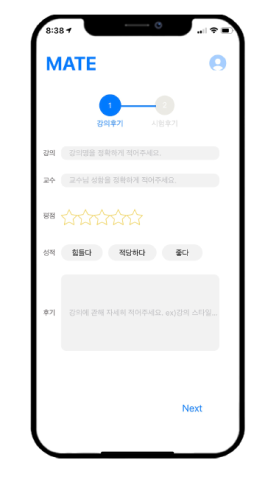 8:38
MATE
1
2
강의후기
시험후기
강의
강의명을 정확하게 적어주세요.
교수
교수님 성함을 정확하게 적어주세요.
별점
성적
힘들다
적당하다
좋다
후기
강의에 관해 자세히 적어주세요. ex)강의 스타일,...
Next